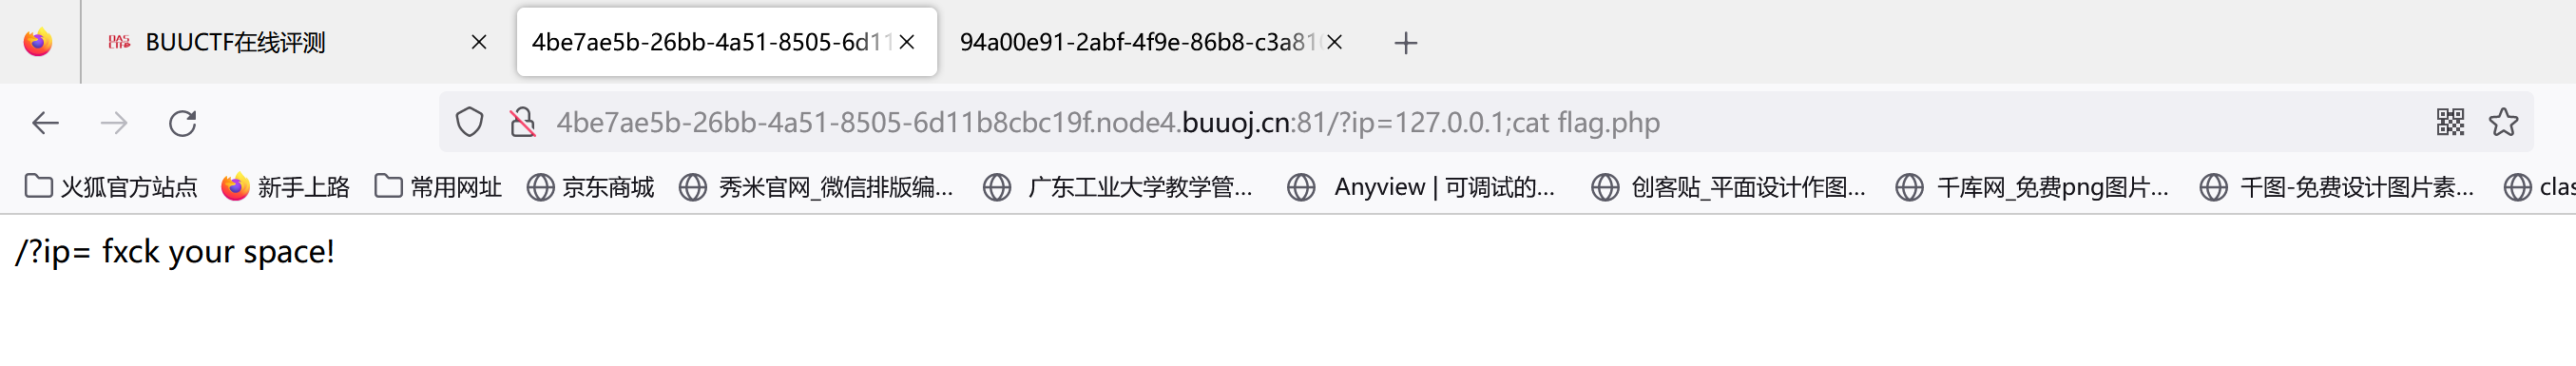 BUUCTF在线评测 4be7ae5b-26bb-4a51-8505-6d11 94a00e91-2abf-4f9e-86b8-c3a81
4be7ae5b-26bb-4a51-8505-6d11b8cbc19f.node4.buuoj.cn:81/?ip=127.0.0.1;cat flag.php
火狐官方站点 新手上路 常用网址 京东商城 秀米官网_微信排版编... 广东工业大学教学管... Anyview | 可调试的... 创客贴_平面设计作图... 千库网_免费png图片... 千图-免费设计图片素... clas
/?ip= fxck your space!